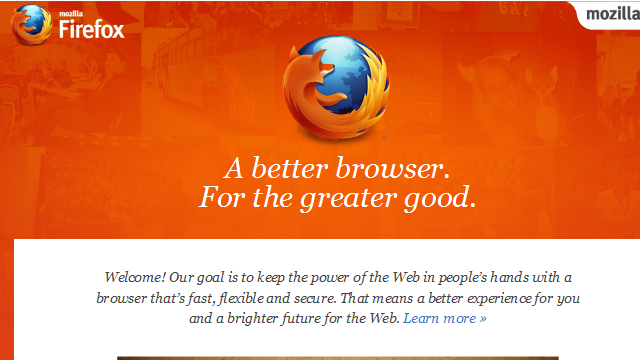 mozilla
Firefox
mozilla
A better browser.
For the greater good.
Welcome! Our goal is to keep the power of the Web in people's hands with a
browser that's fast, flexible and secure. That means a better experience for you
and a brighter future for the Web. Learn more »